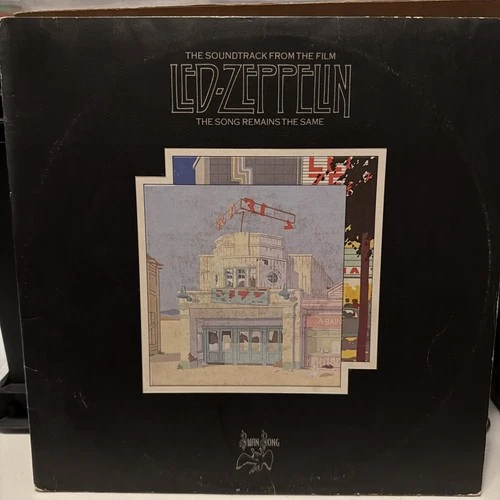 THE SOUNDTRACK FROM THE FILM
LED-ZEPPELIN
THE SONG REMAINS THE SAME
SWAN SONG